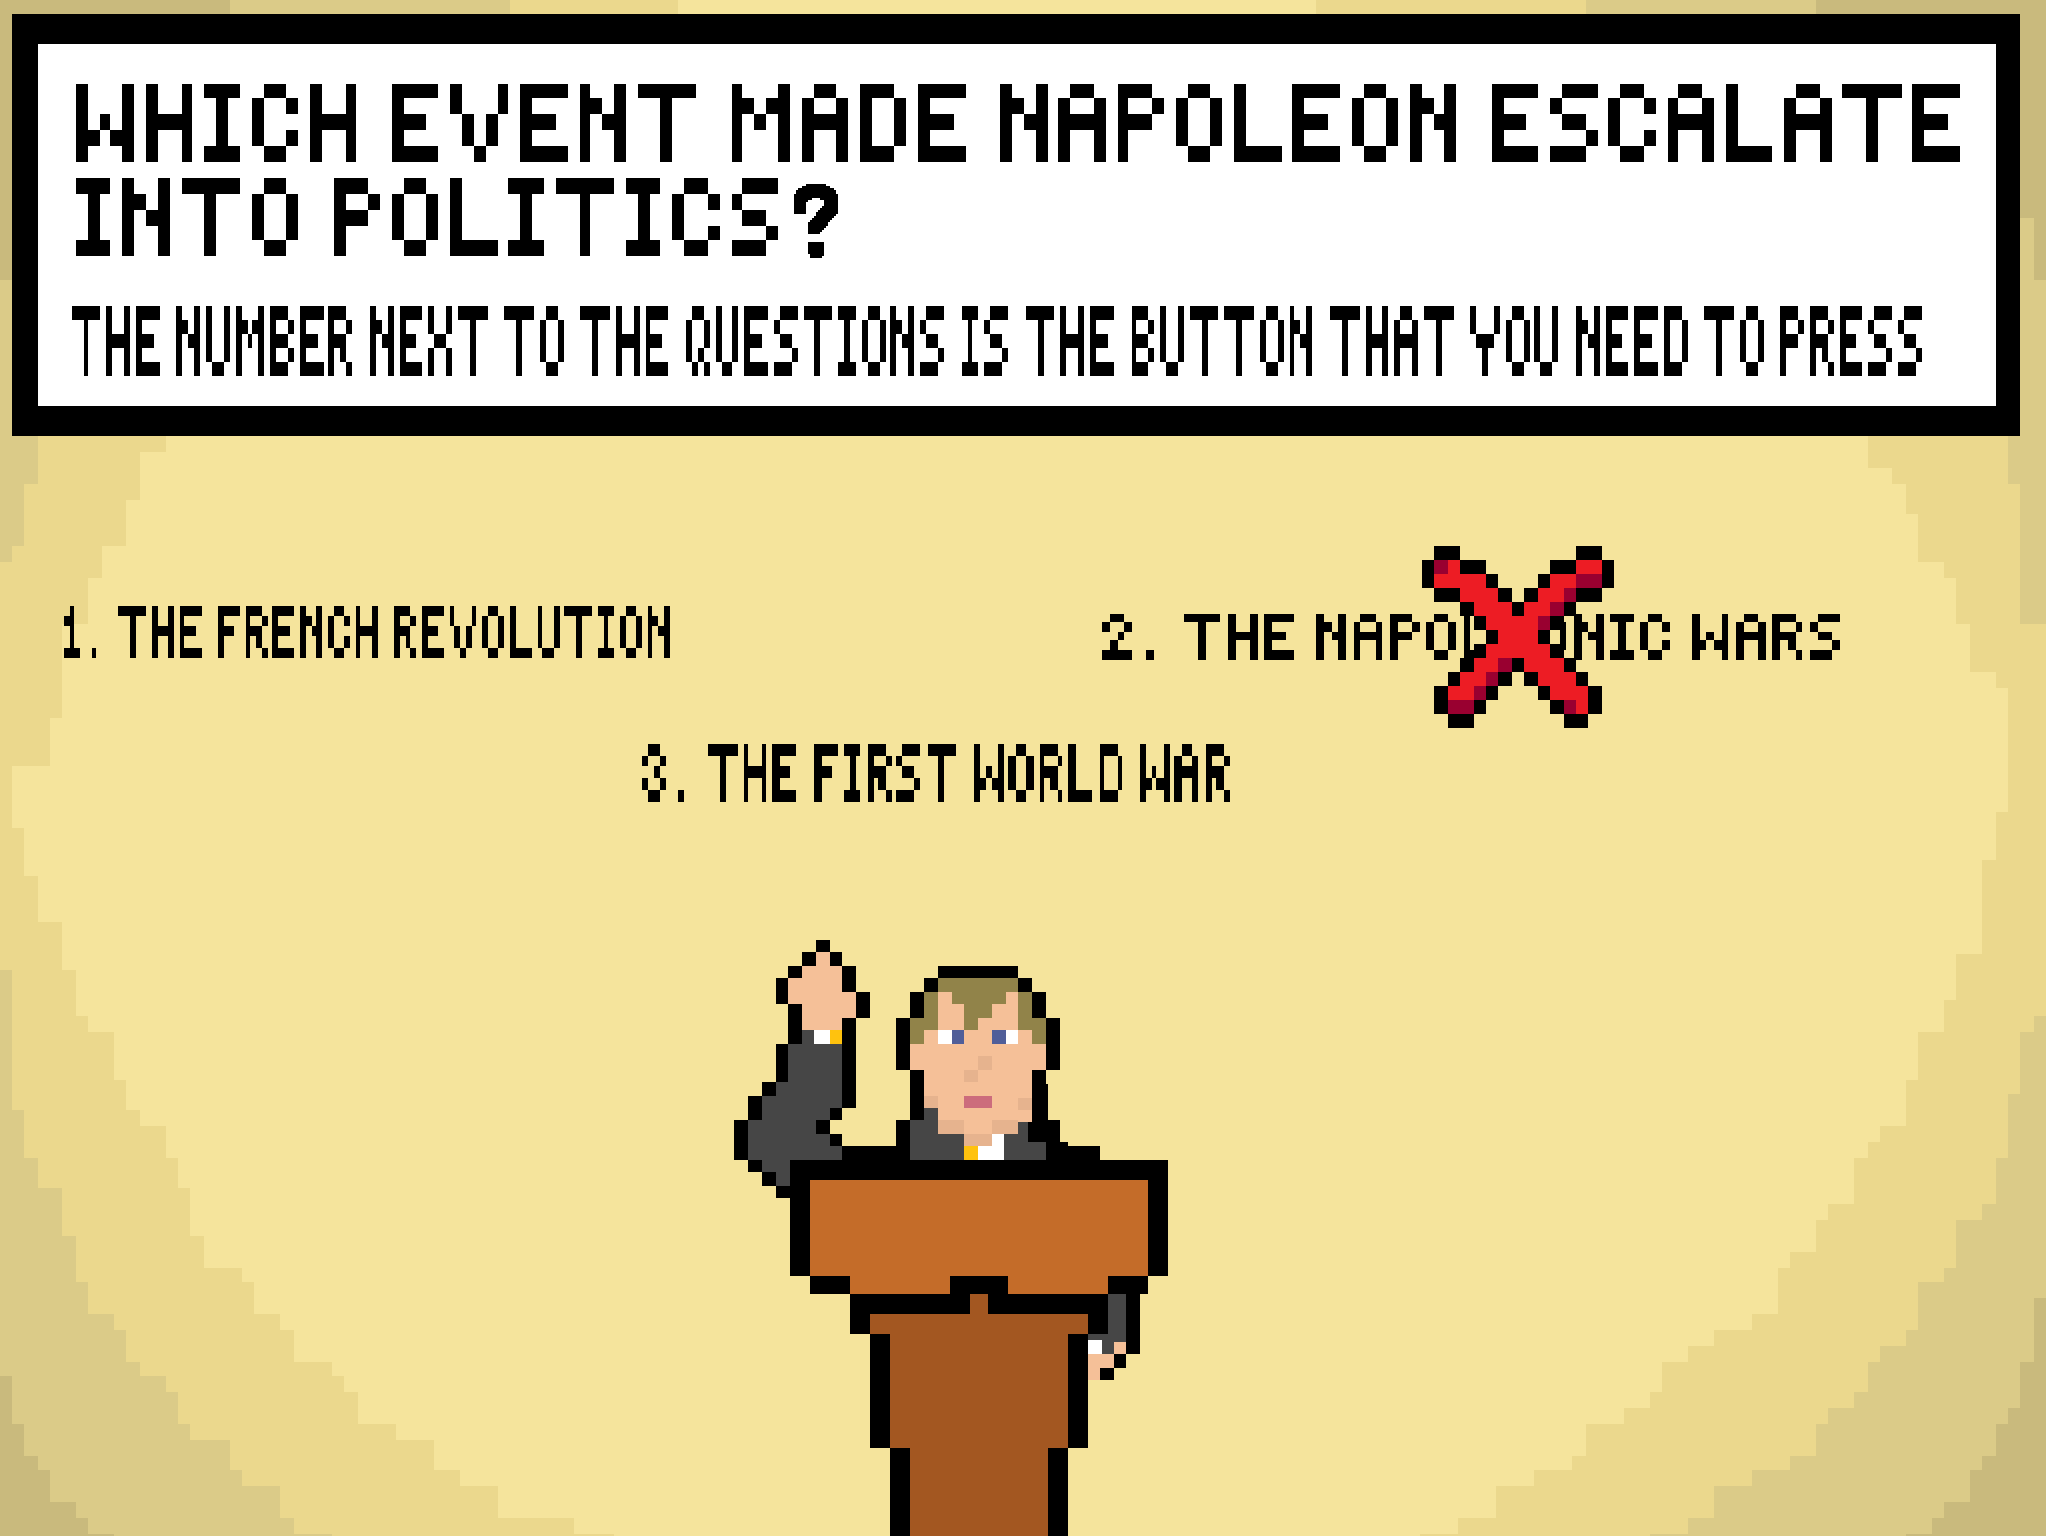 WHICH EVENT MADE NAPOLEON ESCALATE
INTO POLITICS?
THE NUMBER NEXT TO THE QUESTIONS IS THE BUTTON THAT YOU NEED TO PRESS
1. THE FRENCH REVOLUTION
2. THE NAPOLEONIC WARS
3. THE FIRST WORLD WAR